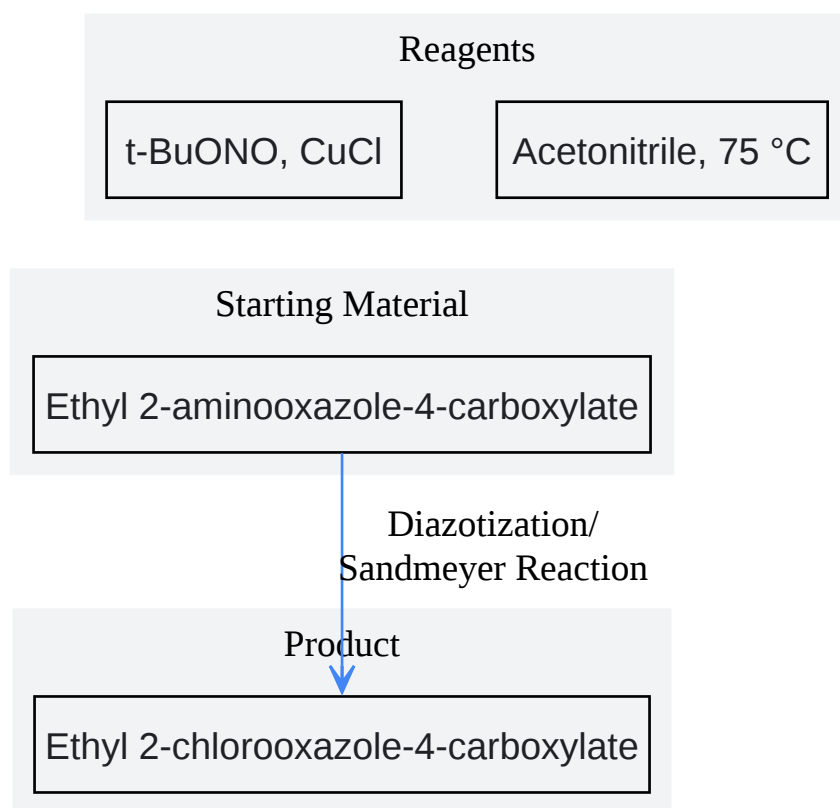 Reagents
t-BuONO, CuCl
Acetonitrile, 75 °C
Starting Material
Ethyl 2-aminooxazole-4-carboxylate
Diazotization/
Sandmeyer Reaction
Product
Ethyl 2-chlorooxazole-4-carboxylate